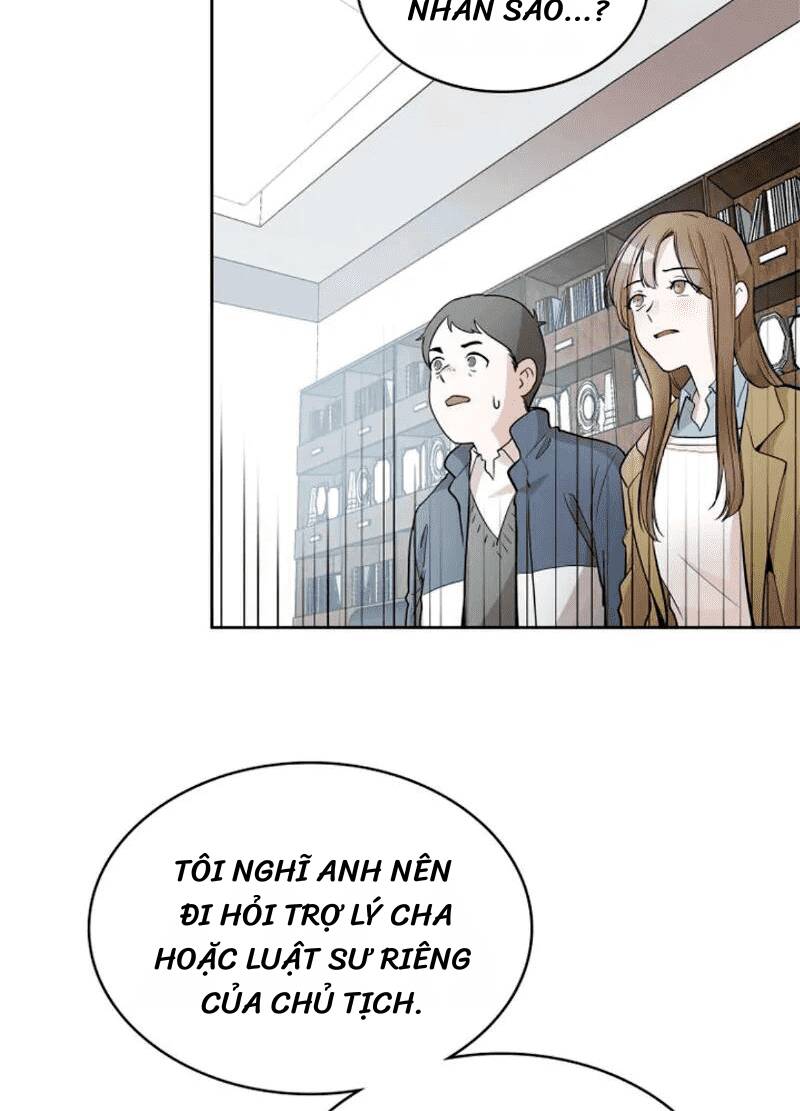 NHÂN SAO...?
TÔI NGHĨ ANH NÊN
ĐI HỎI TRỢ LÝ CHA
HOẶC LUẬT SƯ RIÊNG
CỦA CHỦ TỊCH.